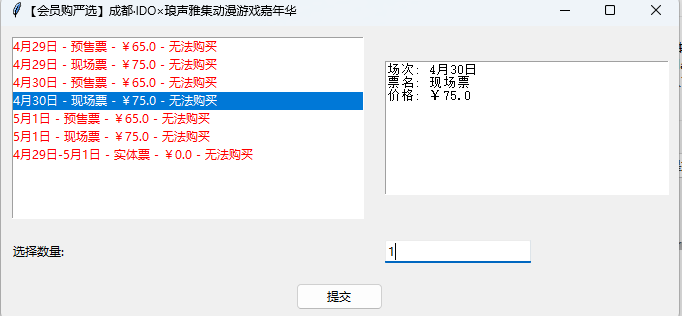 【会员购严选】成都·IDO×琅声雅集动漫游戏嘉年华
4月29日 - 预售票 - ￥65.0 - 无法购买
4月29日 - 现场票 - ￥75.0 - 无法购买
4月30日 - 预售票 - ￥65.0 - 无法购买
4月30日 - 现场票 - ￥75.0 - 无法购买
5月1日 - 预售票 - ￥65.0 - 无法购买
5月1日 - 现场票 - ￥75.0 - 无法购买
4月29日-5月1日 - 实体票 - ￥0.0 - 无法购买
场次: 4月30日
票名: 现场票
价格: ￥75.0
选择数量:
1
提交